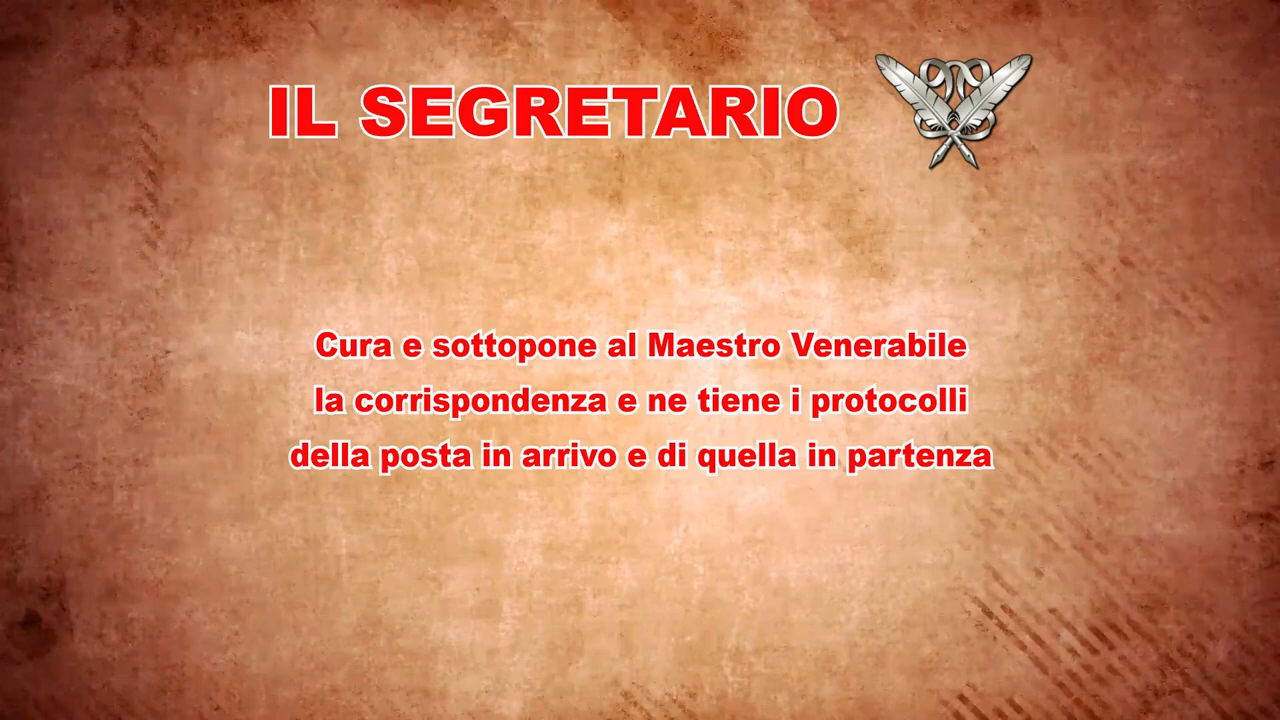 IL SEGRETARIO
Cura e sottopone al Maestro Venerabile
la corrispondenza e ne tiene i protocolli
della posta in arrivo e di quella in partenza